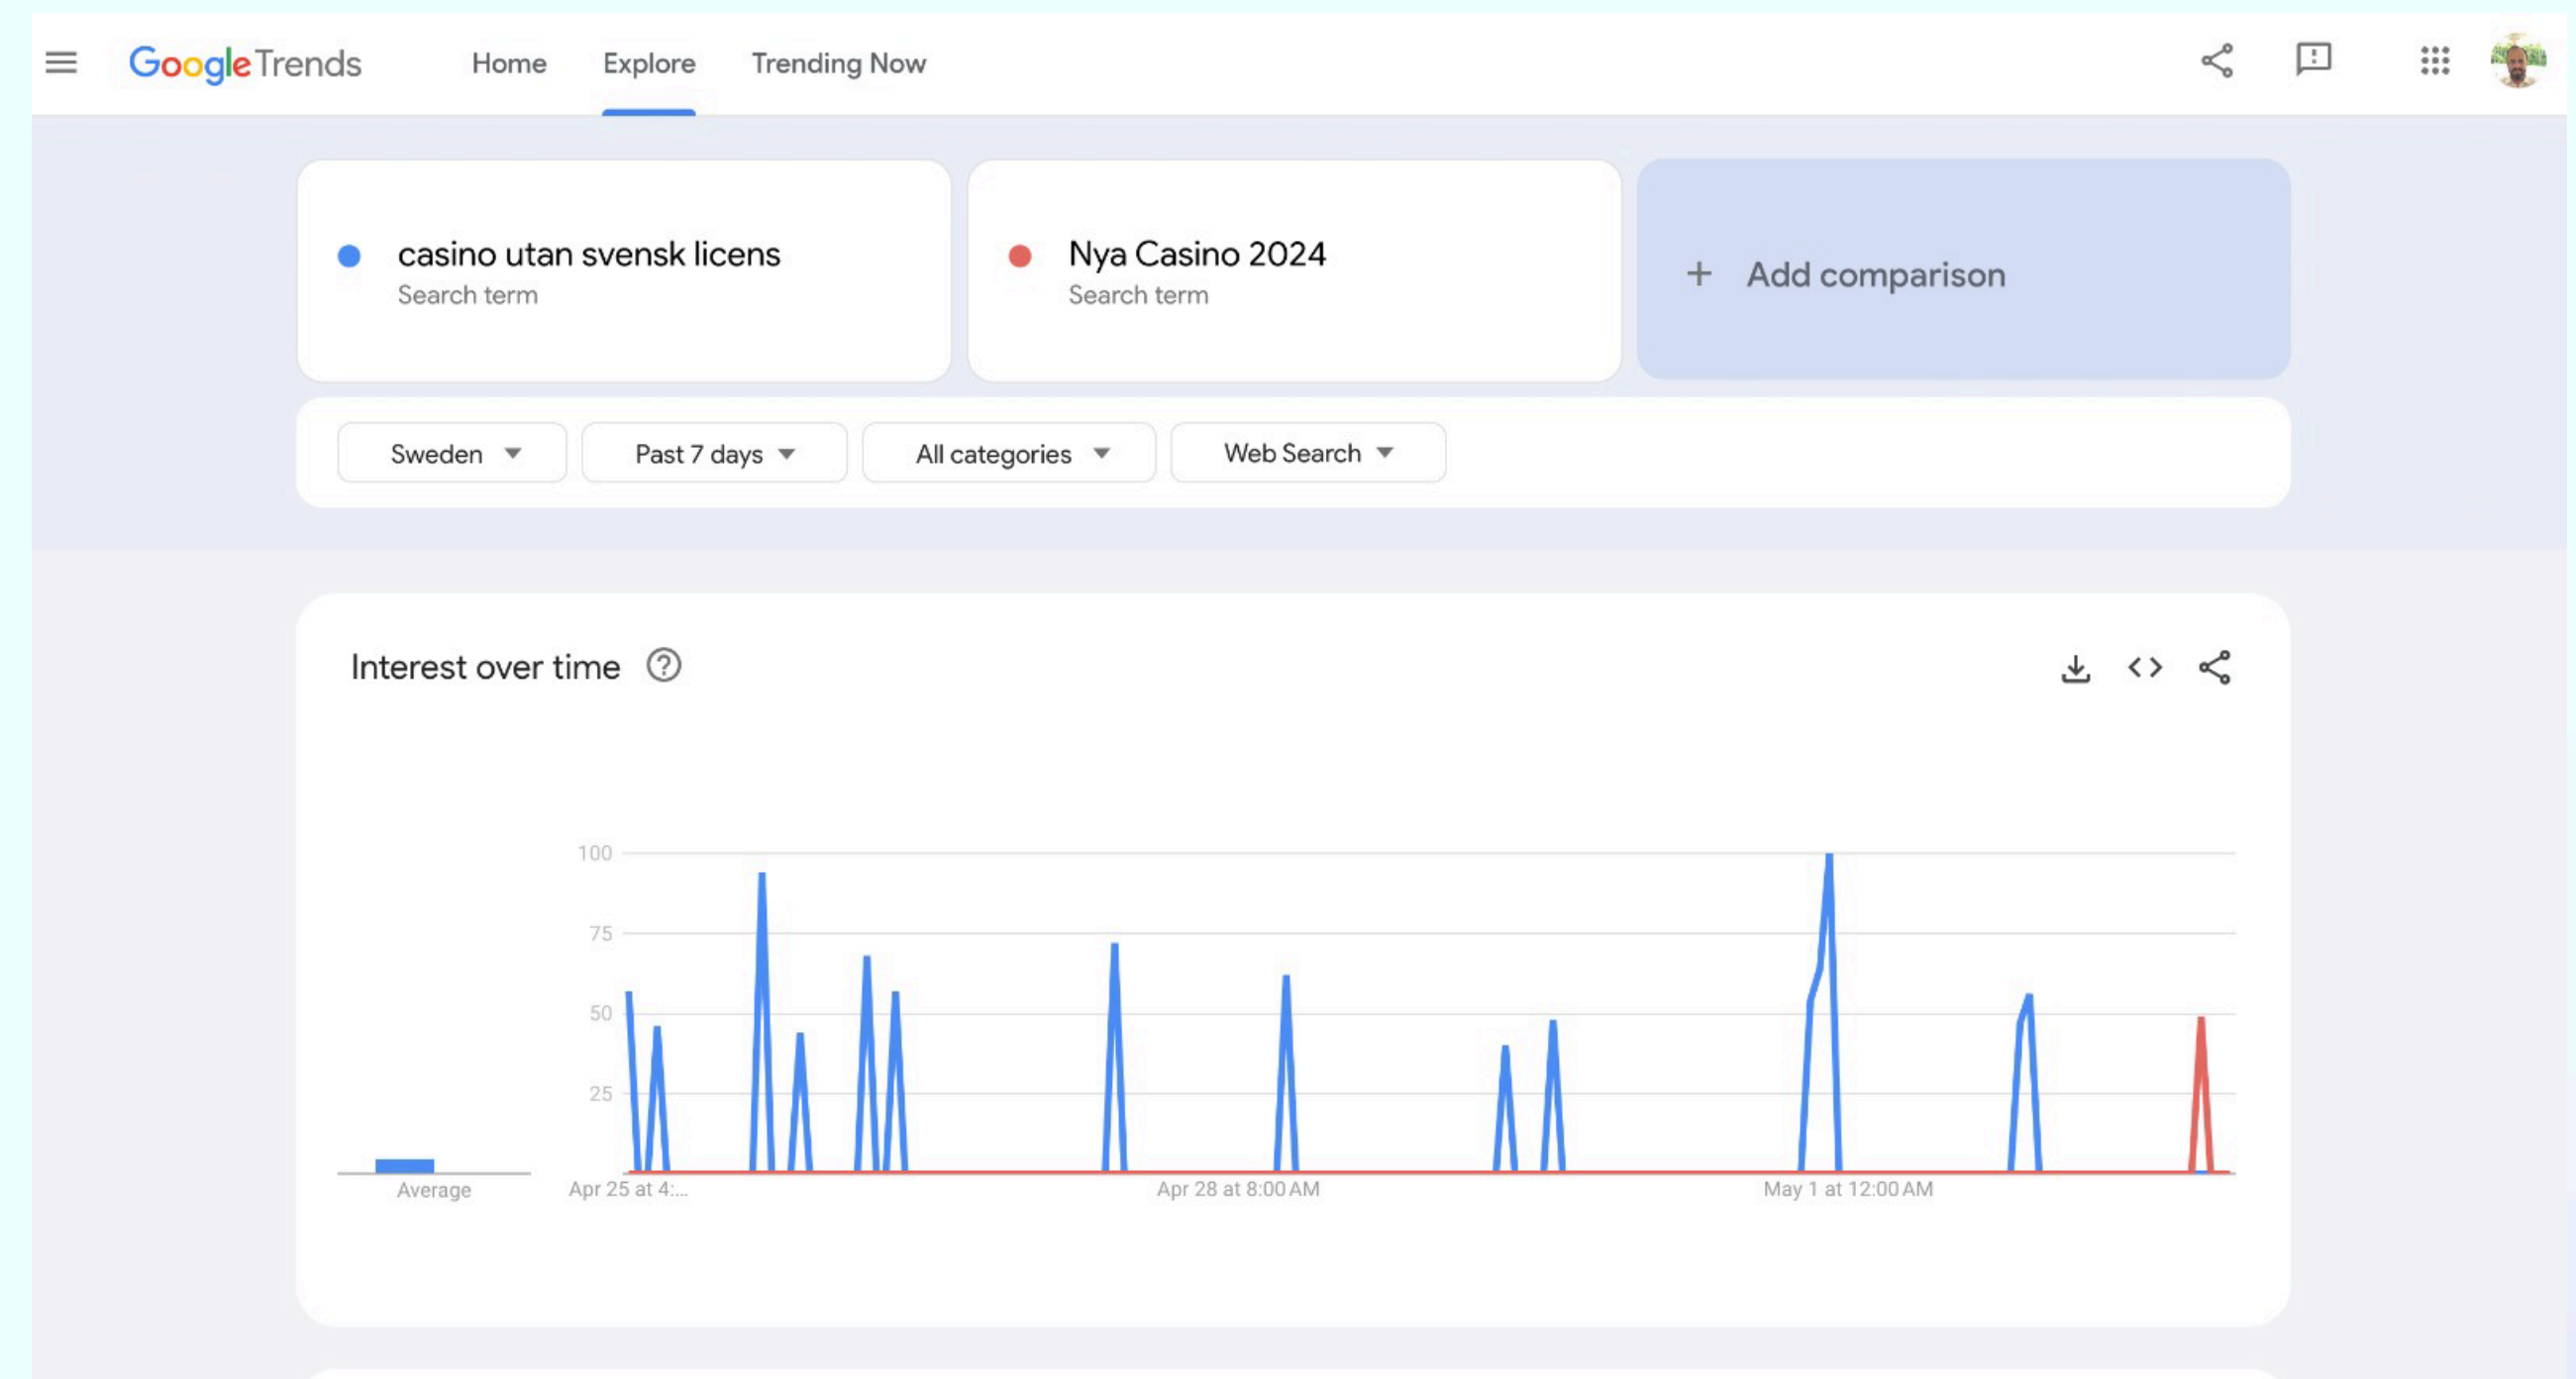 Google Trends Home Explore Trending Now
casino utan svensk licens
Search term
Nya Casino 2024
Search term
+ Add comparison
Sweden Past 7 days All categories Web Search
Interest over time
100
75
50
25
Average
Apr 25 at 4:... Apr 28 at 8:00 AM May 1 at 12:00 AM